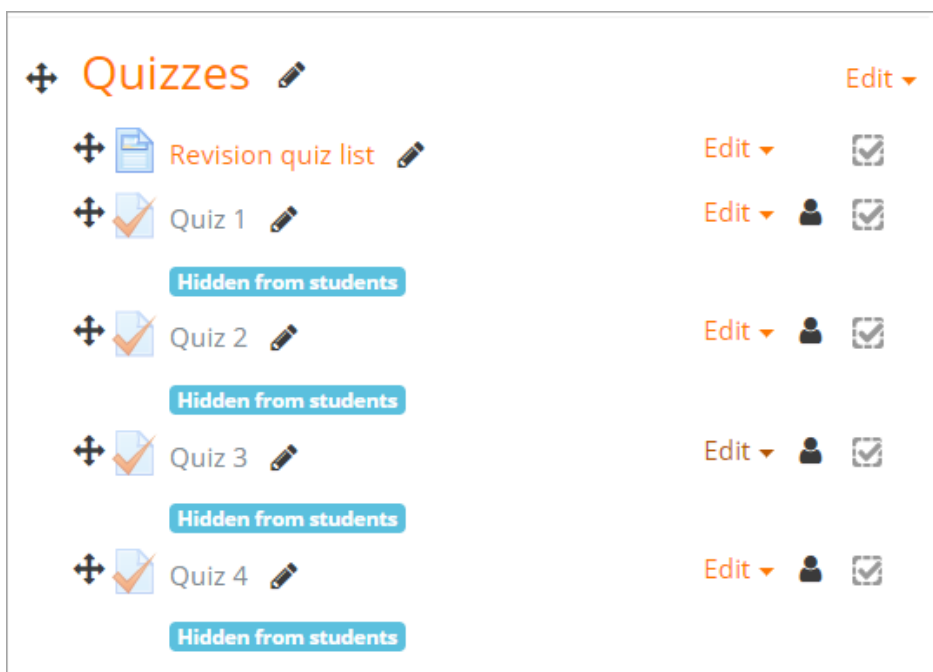 Quizzes Edit
Revision quiz list Edit
Quiz 1 Edit
Hidden from students
Quiz 2 Edit
Hidden from students
Quiz 3 Edit
Hidden from students
Quiz 4 Edit
Hidden from students